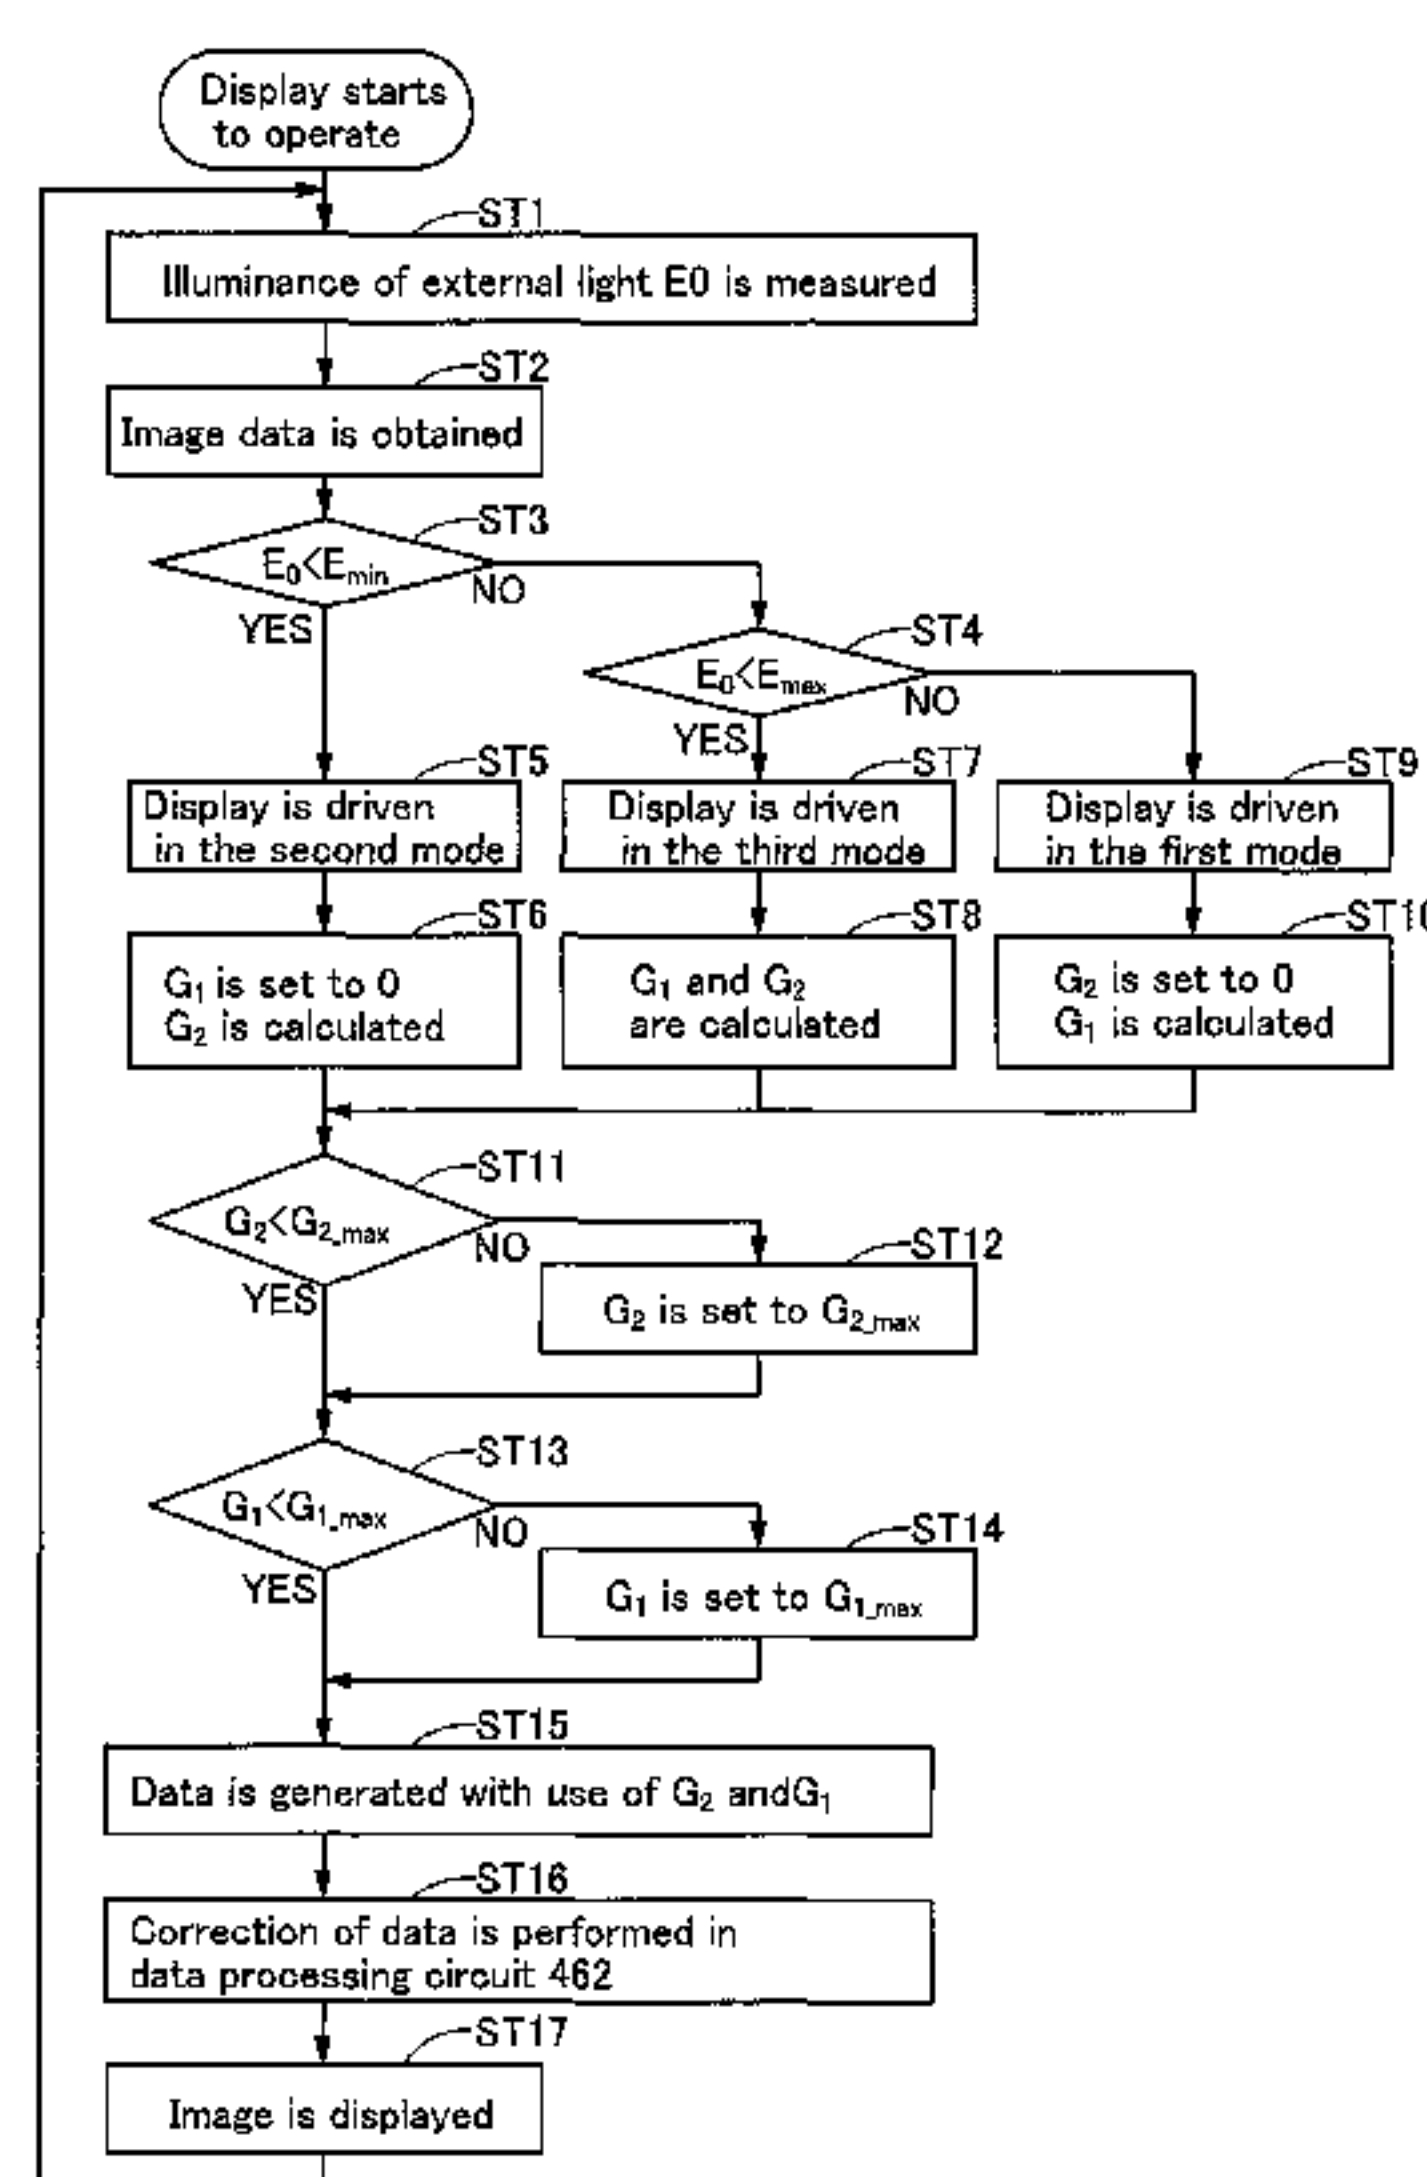 Display starts
to operate
ST1
Illuminance of external light E0 is measured
ST2
Image data is obtained
ST3
E₀<E_min
NO
YES
ST4
E₀<E_max
NO
YES
ST5
Display is driven
in the second mode
ST7
Display is driven
in the third mode
ST9
Display is driven
in the first mode
ST6
G₁ is set to 0
G₂ is calculated
ST8
G₁ and G₂
are calculated
ST10
G₂ is set to 0
G₁ is calculated
ST11
G₂<G₂_max
NO
YES
ST12
G₂ is set to G₂_max
ST13
G₁<G₁_max
NO
YES
ST14
G₁ is set to G₁_max
ST15
Data is generated with use of G₂ andG₁
ST16
Correction of data is performed in
data processing circuit 462
ST17
Image is displayed